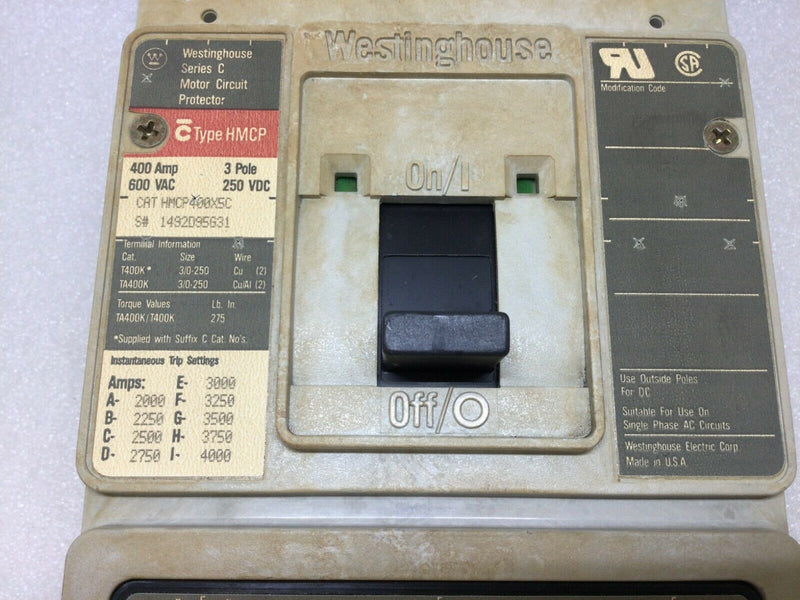 Westinghouse
Series C
Motor Circuit
Protector
C Type HMCP
400 Amp 3 Pole
600 VAC 250 VDC
CAT HMCP400X5C
S# 1492D95G31
Terminal Information
Cat. Size Wire
T400K* 3/0-250 Cu (2)
TA400K 3/0-250 Cu/Al (2)
Torque Values Lb. In.
TA400K/T400K 275
*Supplied with Suffix C Cat. No's.
Instantaneous Trip Settings
Amps: E- 3000
A- 2000 F- 3250
B- 2250 G- 3500
C- 2500 H- 3750
D- 2750 I- 4000
Westinghouse
On/I
Off/O
UR SA
Modification Code
Use Outside Poles
For DC
Suitable For Use On
Single Phase AC Circuits
Westinghouse Electric Corp
Made in U.S.A.